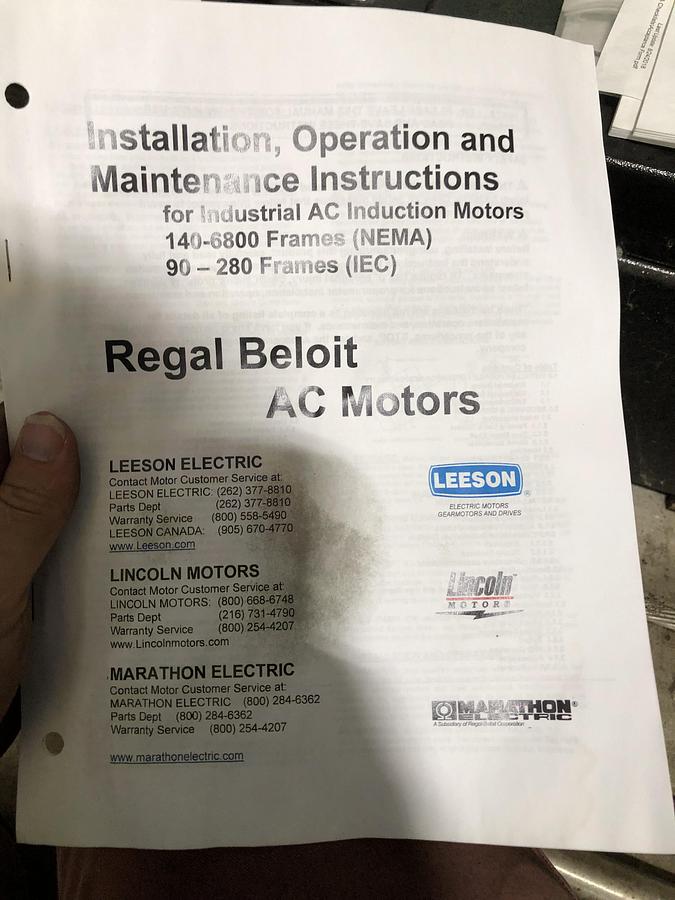 Installation, Operation and
Maintenance Instructions
for Industrial AC Induction Motors
140-6800 Frames (NEMA)
90 – 280 Frames (IEC)
Regal Beloit
AC Motors
LEESON ELECTRIC
Contact Motor Customer Service at:
LEESON ELECTRIC: (262) 377-8810
Parts Dept (262) 377-8810
Warranty Service (800) 558-5490
LEESON CANADA: (905) 670-4770
www.Leeson.com
LEESON®
ELECTRIC MOTORS
GEARMOTORS AND DRIVES
LINCOLN MOTORS
Contact Motor Customer Service at:
LINCOLN MOTORS: (800) 668-6748
Parts Dept (216) 731-4790
Warranty Service (800) 254-4207
www.Lincolnmotors.com
Lincoln
MOTORS
MARATHON ELECTRIC
Contact Motor Customer Service at:
MARATHON ELECTRIC (800) 284-6362
Parts Dept (800) 284-6362
Warranty Service (800) 254-4207
www.marathonelectric.com
MARATHON®
ELECTRIC
A Subsidiary of Regal-Beloit Corporation